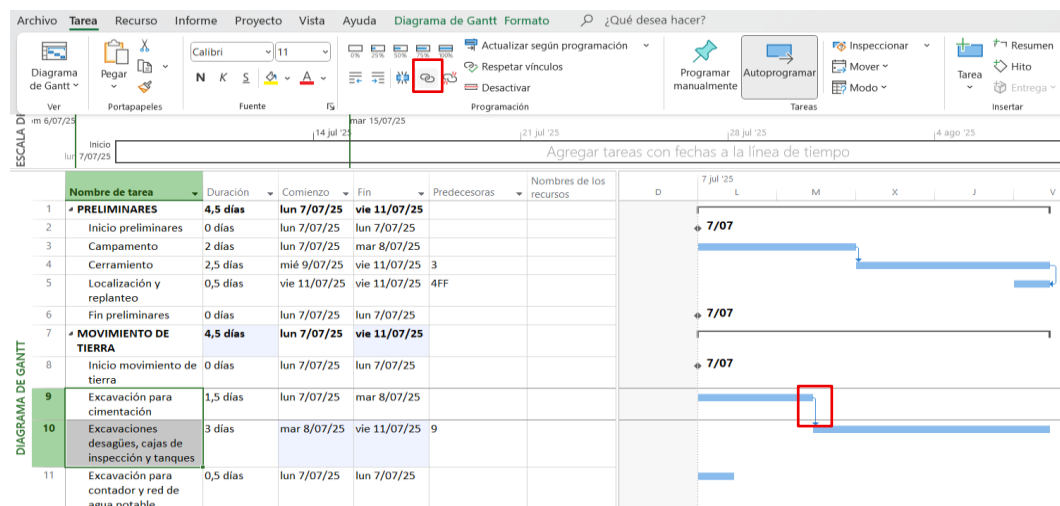 Archivo Tarea Recurso Informe Proyecto Vista Ayuda Diagrama de Gantt Formato ¿Qué desea hacer?
Diagrama de Gantt
Ver
Pegar
Portapapeles
Calibri 11
N K S A
Fuente
0% 25% 50% 75% 100%
Actualizar según programación
Respetar vínculos
Desactivar
Programación
Programar manualmente
Autoprogramar
Inspeccionar
Mover
Modo
Tareas
Tarea
Resumen
Hito
Entrega
Insertar
ESCALA DE
m 6/07/25 mar 15/07/25
14 jul '25 21 jul '25 28 jul '25 4 ago '25
Inicio
lun 7/07/25
Agregar tareas con fechas a la línea de tiempo
DIAGRAMA DE GANTT
Nombre de tarea Duración Comienzo Fin Predecesoras Nombres de los recursos
7 jul '25
D L M X J V
1 PRELIMINARES 4,5 días lun 7/07/25 vie 11/07/25
2 Inicio preliminares 0 días lun 7/07/25 lun 7/07/25 7/07
3 Campamento 2 días lun 7/07/25 mar 8/07/25
4 Cerramiento 2,5 días mié 9/07/25 vie 11/07/25 3
5 Localización y replanteo 0,5 días vie 11/07/25 vie 11/07/25 4FF
6 Fin preliminares 0 días lun 7/07/25 lun 7/07/25 7/07
7 MOVIMIENTO DE TIERRA 4,5 días lun 7/07/25 vie 11/07/25
8 Inicio movimiento de tierra 0 días lun 7/07/25 lun 7/07/25 7/07
9 Excavación para cimentación 1,5 días lun 7/07/25 mar 8/07/25
10 Excavaciones desagües, cajas de inspección y tanques 3 días mar 8/07/25 vie 11/07/25 9
11 Excavación para contador y red de agua potable 0,5 días lun 7/07/25 lun 7/07/25